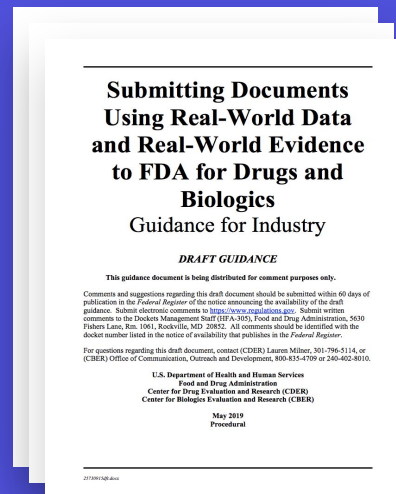 Submitting Documents
Using Real-World Data
and Real-World Evidence
to FDA for Drugs and
Biologics
Guidance for Industry
DRAFT GUIDANCE
This guidance document is being distributed for comment purposes only.
Comments and suggestions regarding this draft document should be submitted within 60 days of
publication in the Federal Register of the notice announcing the availability of the draft
guidance. Submit electronic comments to https://www.regulations.gov. Submit written
comments to the Dockets Management Staff (HFA-305), Food and Drug Administration, 5630
Fishers Lane, Rm. 1061, Rockville, MD 20852. All comments should be identified with the
docket number listed in the notice of availability that publishes in the Federal Register.
For questions regarding this draft document, contact (CDER) Lauren Milner, 301-796-5114, or
(CBER) Office of Communication, Outreach and Development, 800-835-4709 or 240-402-8010.
U.S. Department of Health and Human Services
Food and Drug Administration
Center for Drug Evaluation and Research (CDER)
Center for Biologics Evaluation and Research (CBER)
May 2019
Procedural